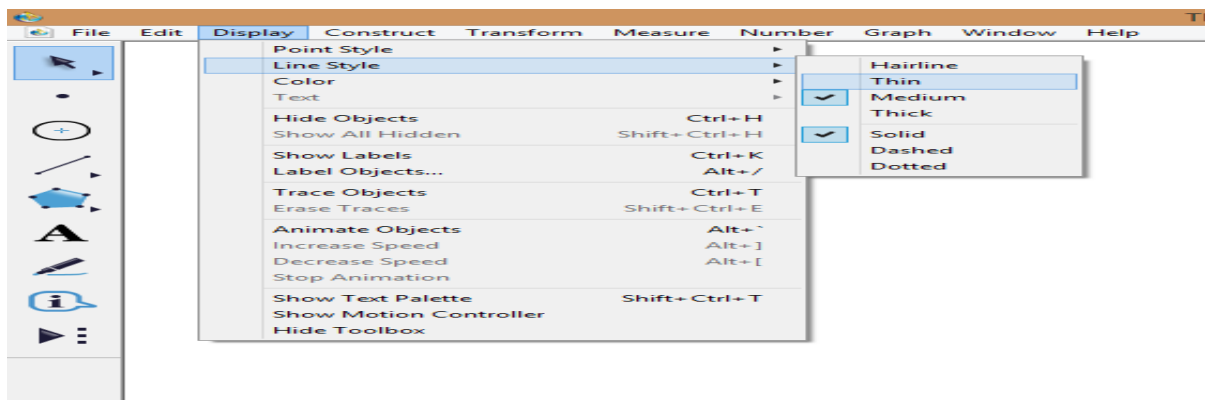 Th
File Edit Display Construct Transform Measure Number Graph Window Help
Point Style
Line Style
Color
Text
Hide Objects Ctrl+H
Show All Hidden Shift+Ctrl+H
Show Labels Ctrl+K
Label Objects... Alt+/
Trace Objects Ctrl+T
Erase Traces Shift+Ctrl+E
Animate Objects Alt+`
Increase Speed Alt+]
Decrease Speed Alt+[
Stop Animation
Show Text Palette Shift+Ctrl+T
Show Motion Controller
Hide Toolbox
Hairline
Thin
Medium
Thick
Solid
Dashed
Dotted
A
i